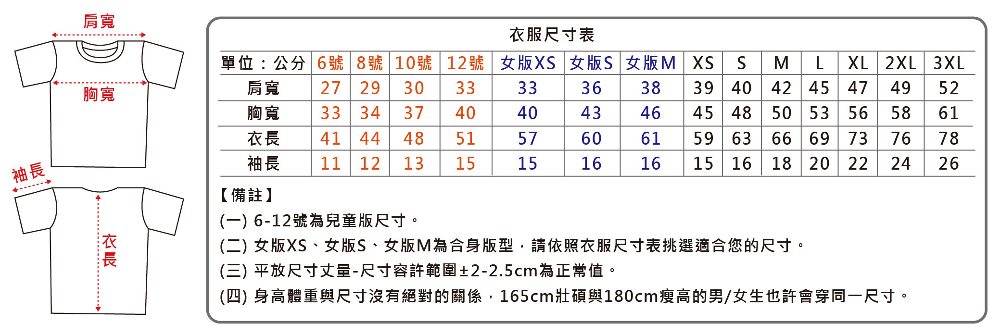 肩寬
胸寬
袖長
衣長
衣服尺寸表
單位：公分 6號 8號 10號 12號 女版XS 女版S 女版M XS S M L XL 2XL 3XL
肩寬 27 29 30 33 33 36 38 39 40 42 45 47 49 52
胸寬 33 34 37 40 40 43 46 45 48 50 53 56 58 61
衣長 41 44 48 51 57 60 61 59 63 66 69 73 76 78
袖長 11 12 13 15 15 16 16 15 16 18 20 22 24 26
【備註】
(一) 6-12號為兒童版尺寸。
(二) 女版XS、女版S、女版M為合身版型，請依照衣服尺寸表挑選適合您的尺寸。
(三) 平放尺寸丈量-尺寸容許範圍±2-2.5cm為正常值。
(四) 身高體重與尺寸沒有絕對的關係，165cm壯碩與180cm瘦高的男/女生也許會穿同一尺寸。